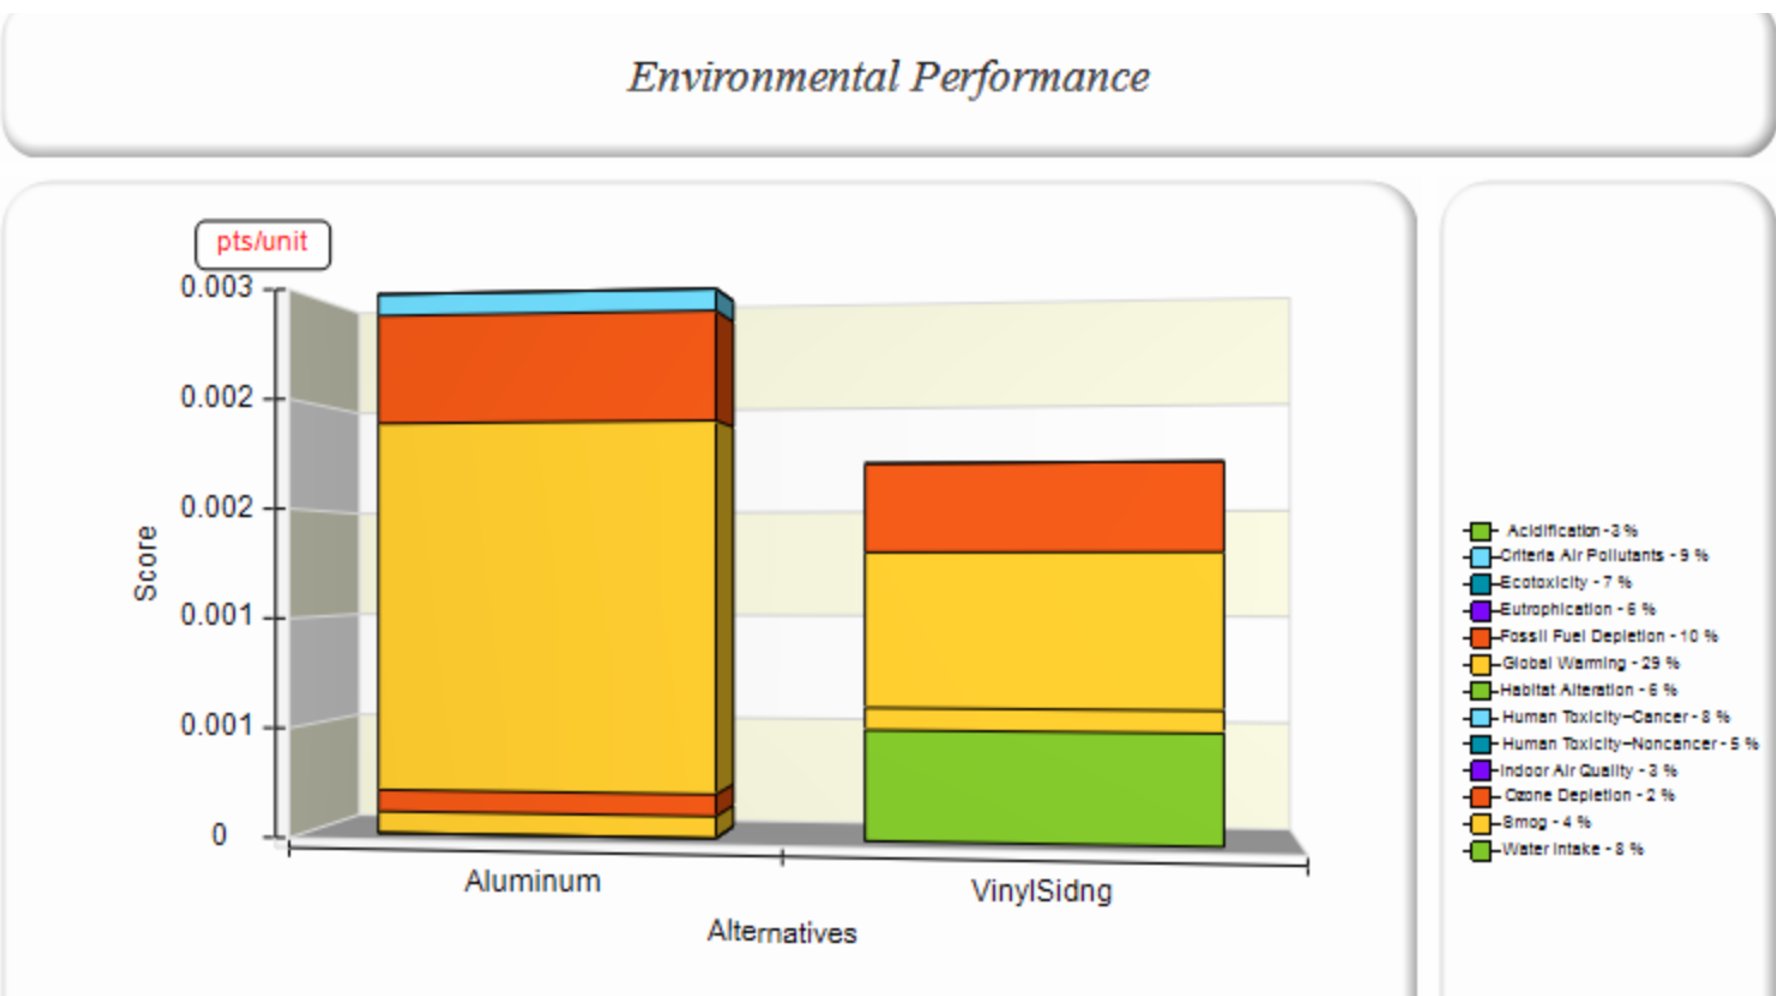 Environmental Performance
pts/unit
0.003
0.002
0.002
0.001
0.001
0
Score
Aluminum
VinylSidng
Alternatives
Acidification - 3 %
Criteria Air Pollutants - 9 %
Ecotoxicity - 7 %
Eutrophication - 6 %
Fossil Fuel Depletion - 10 %
Global Warming - 29 %
Habitat Alteration - 6 %
Human Toxicity-Cancer - 8 %
Human Toxicity-Noncancer - 5 %
Indoor Air Quality - 3 %
Ozone Depletion - 2 %
Smog - 4 %
Water Intake - 8 %